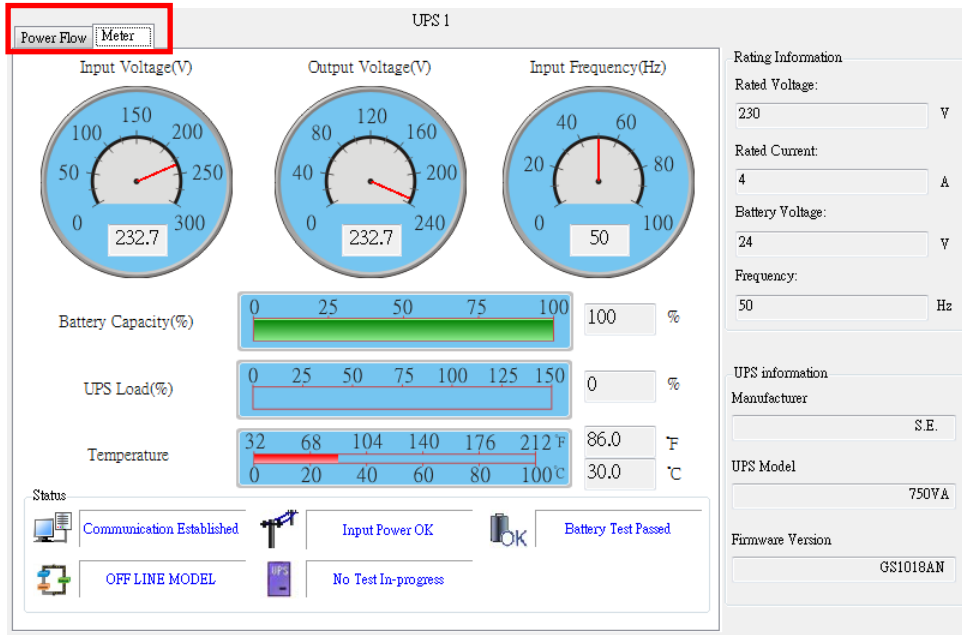 UPS 1
Power Flow Meter
Input Voltage(V) Output Voltage(V) Input Frequency(Hz)
0 50 100 150 200 250 300
232.7
0 40 80 120 160 200 240
232.7
0 20 40 60 80 100
50
Battery Capacity(%)
0 25 50 75 100
100 %
UPS Load(%)
0 25 50 75 100 125 150
0 %
Temperature
32 68 104 140 176 212°F
0 20 40 60 80 100°C
86.0 °F
30.0 °C
Status
Communication Established
Input Power OK
OK
Battery Test Passed
OFF LINE MODEL
UPS
No Test In-progress
Rating Information
Rated Voltage:
230 V
Rated Current:
4 A
Battery Voltage:
24 V
Frequency:
50 Hz
UPS information
Manufacturer
S.E.
UPS Model
750VA
Firmware Version
GS1018AN